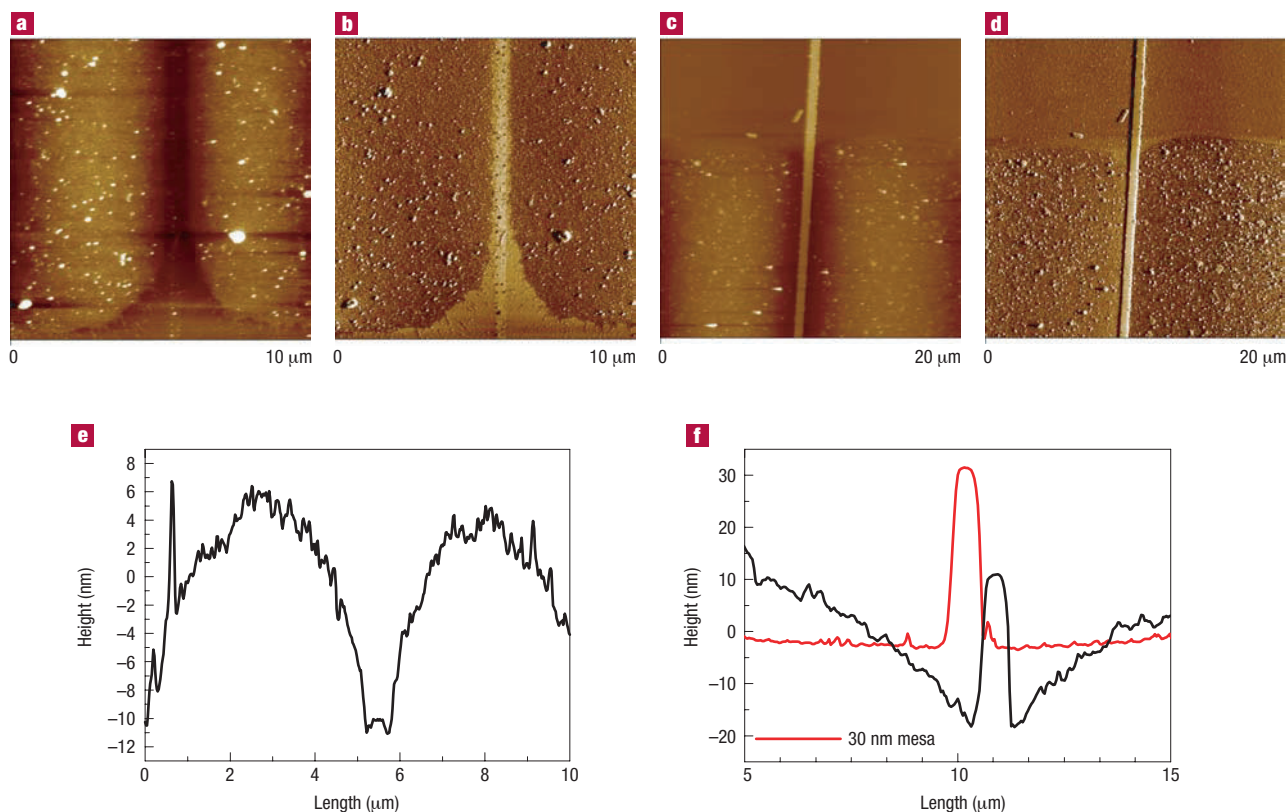 a
b
c
d
0 10 μm
0 10 μm
0 20 μm
0 20 μm
e
8
6
4
2
0
–2
–4
–6
–8
–10
–12
Height (nm)
0 2 4 6 8 10
Length (μm)
f
30
20
10
0
–10
–20
Height (nm)
30 nm mesa
5 10 15
Length (μm)